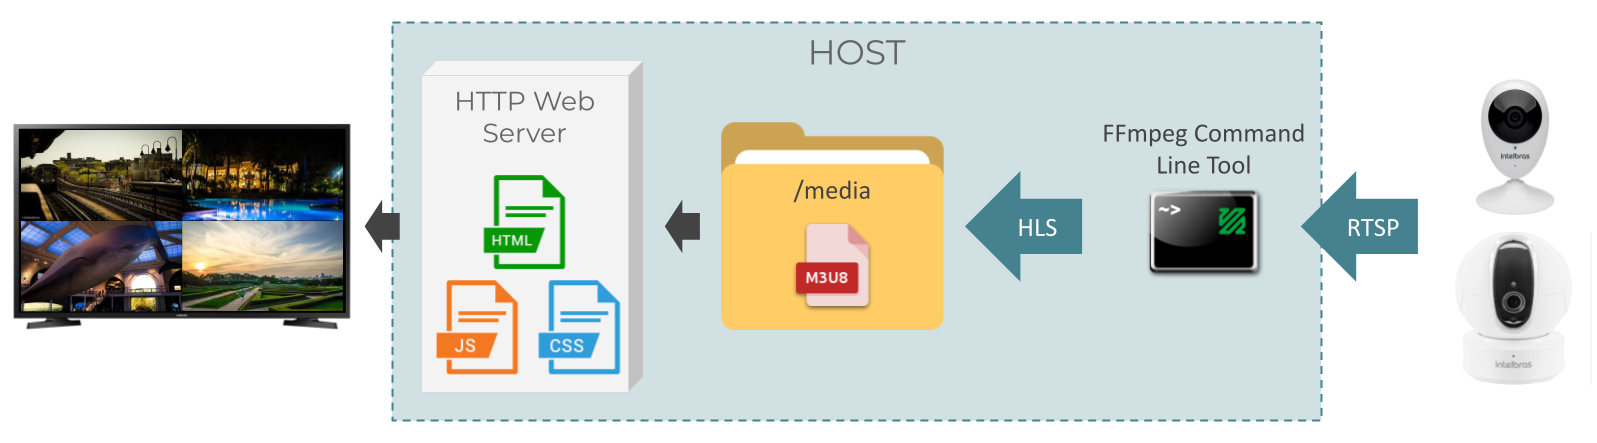 HOST
HTTP Web
Server
HTML
JS
CSS
/media
M3U8
HLS
FFmpeg Command
Line Tool
~>
RTSP
intelbras
intelbras